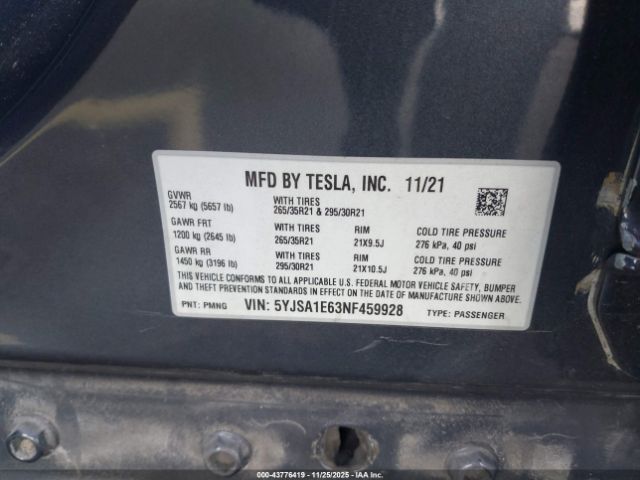 MFD BY TESLA, INC. 11/21
GVWR
2567 kg (5657 lb)
WITH TIRES
265/35R21 & 295/30R21
GAWR FRT
1200 kg (2645 lb)
WITH TIRES
265/35R21
RIM
21X9.5J
COLD TIRE PRESSURE
276 kPa, 40 psi
GAWR RR
1450 kg (3196 lb)
WITH TIRES
295/30R21
RIM
21X10.5J
COLD TIRE PRESSURE
276 kPa, 40 psi
THIS VEHICLE CONFORMS TO ALL APPLICABLE U.S. FEDERAL MOTOR VEHICLE SAFETY, BUMPER
AND THEFT PREVENTION STANDARDS IN EFFECT ON THE DATE OF MANUFACTURE SHOWN ABOVE.
PNT: PMNG VIN: 5YJSA1E63NF459928 TYPE: PASSENGER
00-43776419 - 11/25/2025 - IAAI.CA